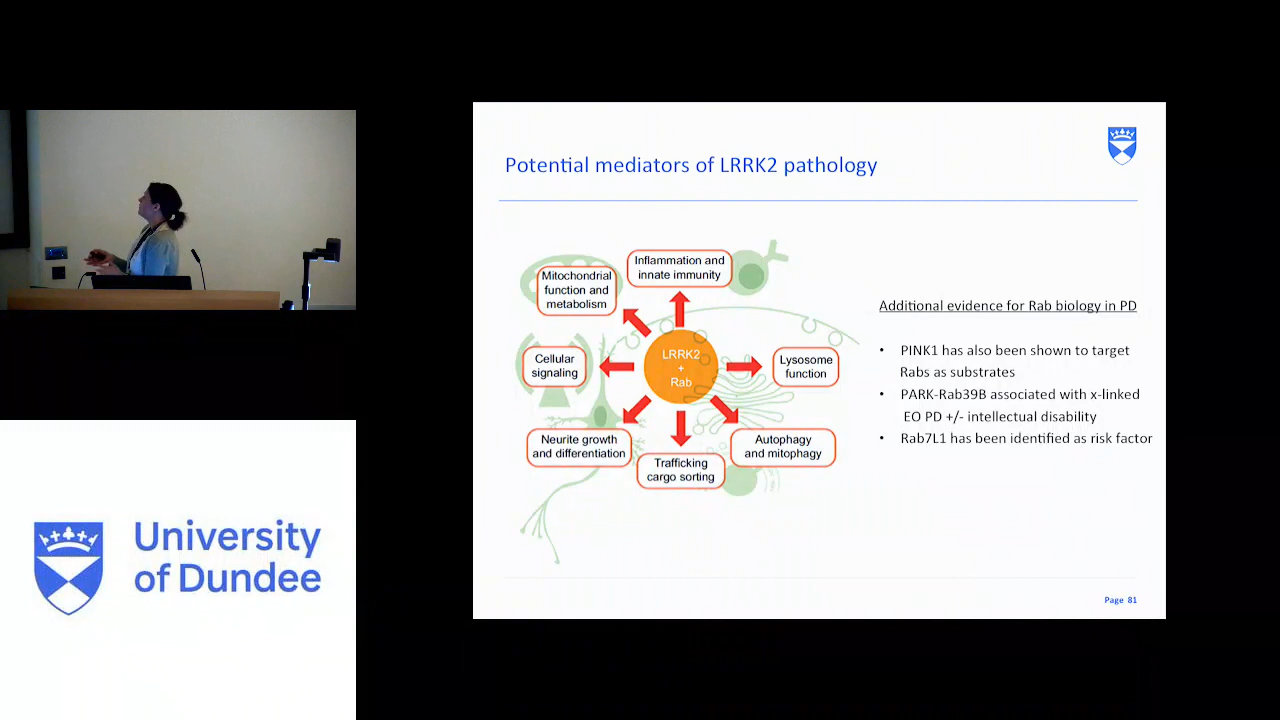 Potential mediators of LRRK2 pathology
Inflammation and
innate immunity
Mitochondrial
function and
metabolism
LRRK2
+
Rab
Cellular
signaling
Lysosome
function
Neurite growth
and differentiation
Trafficking
cargo sorting
Autophagy
and mitophagy
Additional evidence for Rab biology in PD
• PINK1 has also been shown to target
Rabs as substrates
• PARK-Rab39B associated with x-linked
EO PD +/- intellectual disability
• Rab7L1 has been identified as risk factor
Page 81
University
of Dundee